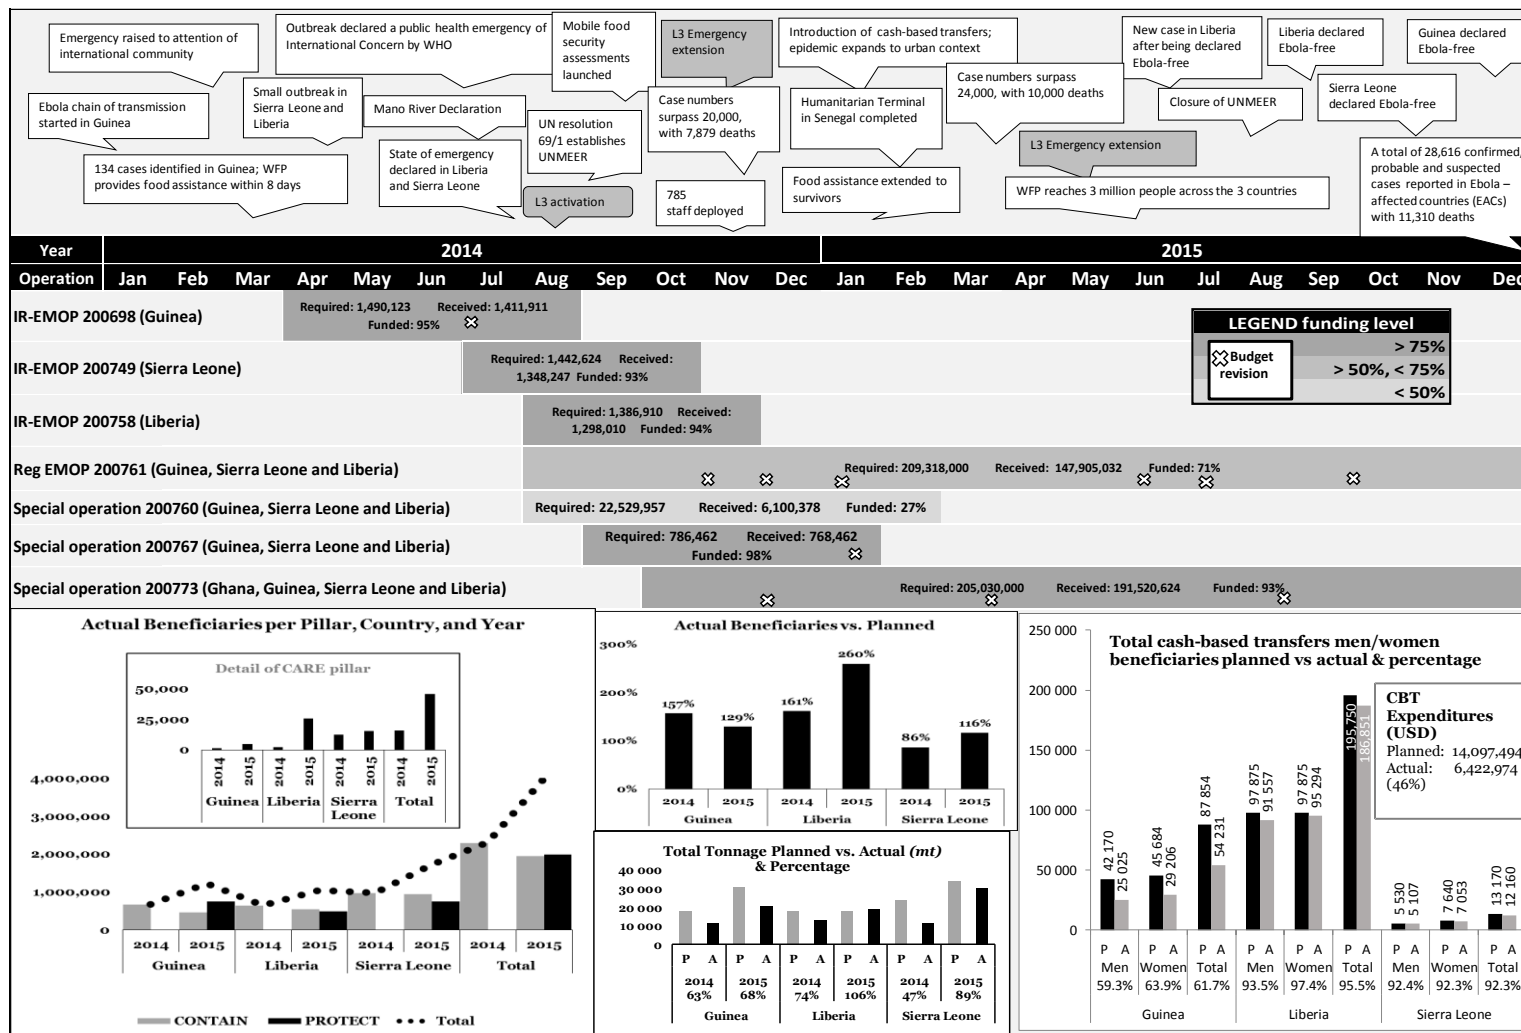 Emergency raised to attention of
international community
Outbreak declared a public health emergency of
International Concern by WHO
Mobile food
security
assessments
launched
L3 Emergency
extension
Introduction of cash-based transfers;
epidemic expands to urban context
New case in Liberia
after being declared
Ebola-free
Liberia declared
Ebola-free
Guinea declared
Ebola-free
Ebola chain of transmission
started in Guinea
Small outbreak in
Sierra Leone and
Liberia
Mano River Declaration
UN resolution
69/1 establishes
UNMEER
Case numbers
surpass 20,000,
with 7,879 deaths
Humanitarian Terminal
in Senegal completed
Case numbers surpass
24,000, with 10,000 deaths
Closure of UNMEER
Sierra Leone
declared Ebola-free
134 cases identified in Guinea; WFP
provides food assistance within 8 days
State of emergency
declared in Liberia
and Sierra Leone
L3 activation
785
staff deployed
Food assistance extended to
survivors
L3 Emergency extension
WFP reaches 3 million people across the 3 countries
A total of 28,616 confirmed,
probable and suspected
cases reported in Ebola –
affected countries (EACs)
with 11,310 deaths
Year 2014 2015
Operation Jan Feb Mar Apr May Jun Jul Aug Sep Oct Nov Dec Jan Feb Mar Apr Jun Jul Aug Sep Oct Nov Dec
IR-EMOP 200698 (Guinea)
Required: 1,490,123 Received: 1,411,911
Funded: 95%
IR-EMOP 200749 (Sierra Leone)
Required: 1,442,624 Received:
1,348,247 Funded: 93%
IR-EMOP 200758 (Liberia)
Required: 1,386,910 Received:
1,298,010 Funded: 94%
LEGEND funding level
> 75%
Budget
revision
> 50%, < 75%
< 50%
Reg EMOP 200761 (Guinea, Sierra Leone and Liberia)
Required: 209,318,000 Received: 147,905,032 Funded: 71%
Special operation 200760 (Guinea, Sierra Leone and Liberia)
Required: 22,529,957 Received: 6,100,378 Funded: 27%
Special operation 200767 (Guinea, Sierra Leone and Liberia)
Required: 786,462 Received: 768,462
Funded: 98%
Special operation 200773 (Ghana, Guinea, Sierra Leone and Liberia)
Required: 205,030,000 Received: 191,520,624 Funded: 93%
Actual Beneficiaries per Pillar, Country, and Year
Detail of CARE pillar
50,000
25,000
0
2014 2015 2014 2015 2014 2015 2014 2015
Guinea Liberia Sierra Leone Total
4,000,000
3,000,000
2,000,000
1,000,000
0
2014 2015 2014 2015 2014 2015 2014 2015
Guinea Liberia Sierra Leone Total
CONTAIN PROTECT Total
Actual Beneficiaries vs. Planned
300%
200%
100%
0%
157% 129% 161% 260% 86% 116%
2014 2015 2014 2015 2014 2015
Guinea Liberia Sierra Leone
Total Tonnage Planned vs. Actual (mt)
& Percentage
40 000
30 000
20 000
10 000
0
P A P A P A P A P A P A
2014 2015 2014 2015 2014 2015
63% 68% 74% 106% 47% 89%
Guinea Liberia Sierra Leone
Total cash-based transfers men/women
beneficiaries planned vs actual & percentage
250 000
200 000
150 000
100 000
50 000
0
42 170 25 025 45 684 29 206 87 854 54 231 97 875 91 557 97 875 95 294 195,750 186,851 5 530 5 107 7 640 7 053 13 170 12 160
CBT
Expenditures
(USD)
Planned: 14,097,494
Actual: 6,422,974
(46%)
P A P A P A P A P A P A P A P A P A
Men Women Total Men Women Total Men Women Total
59.3% 63.9% 61.7% 93.5% 97.4% 95.5% 92.4% 92.3% 92.3%
Guinea Liberia Sierra Leone